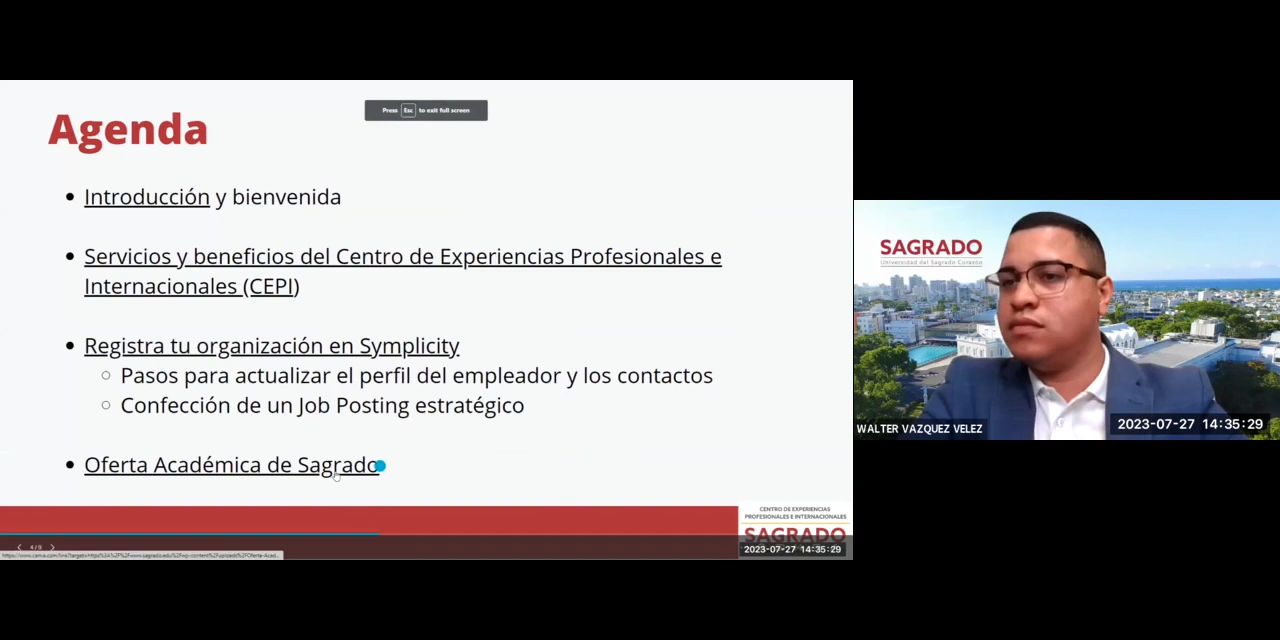 Press Esc to exit full screen
Agenda
• Introducción y bienvenida
• Servicios y beneficios del Centro de Experiencias Profesionales e
Internacionales (CEPI)
• Registra tu organización en Symplicity
○ Pasos para actualizar el perfil del empleador y los contactos
○ Confección de un Job Posting estratégico
• Oferta Académica de Sagrado
CENTRO DE EXPERIENCIAS
PROFESIONALES E INTERNACIONALES
SAGRADO
2023-07-27 14:35:29
4 / 9
SAGRADO
Universidad del Sagrado Corazón
WALTER VAZQUEZ VELEZ
2023-07-27 14:35:29